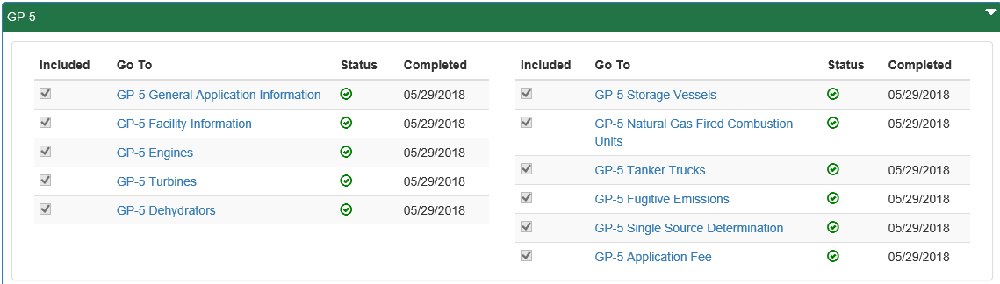 GP-5
Included Go To Status Completed
GP-5 General Application Information 05/29/2018
GP-5 Facility Information 05/29/2018
GP-5 Engines 05/29/2018
GP-5 Turbines 05/29/2018
GP-5 Dehydrators 05/29/2018
Included Go To Status Completed
GP-5 Storage Vessels 05/29/2018
GP-5 Natural Gas Fired Combustion 05/29/2018
Units
GP-5 Tanker Trucks 05/29/2018
GP-5 Fugitive Emissions 05/29/2018
GP-5 Single Source Determination 05/29/2018
GP-5 Application Fee 05/29/2018